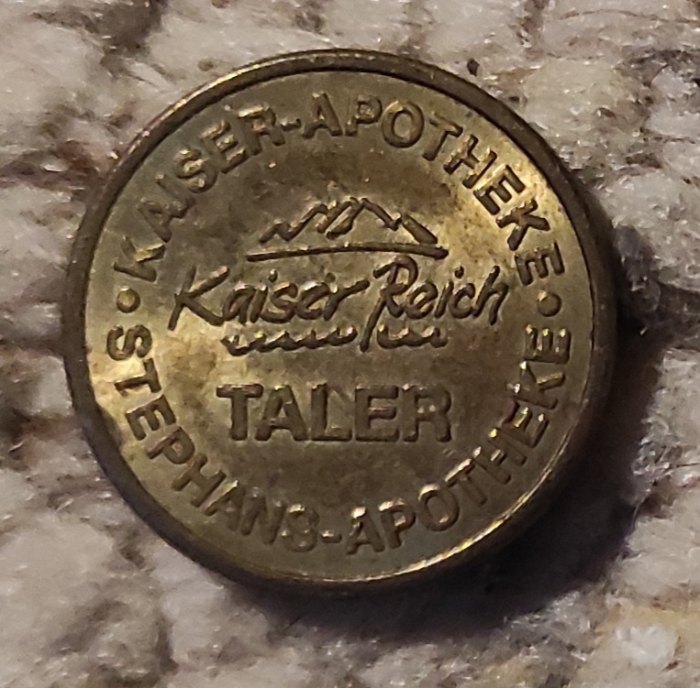 KAISER-APOTHEKE
Kaiser Reich
TALER
• STEPHANS-APOTHEKE •